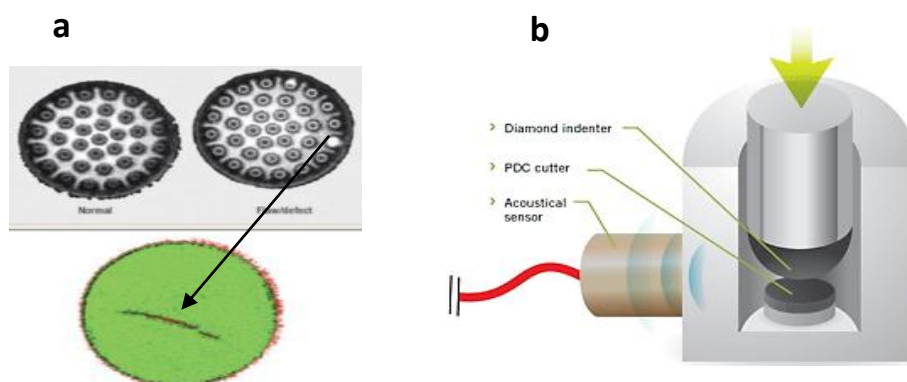 a
b
Normal
Flaw/defect
> Diamond indenter
> PDC cutter
> Acoustical
sensor